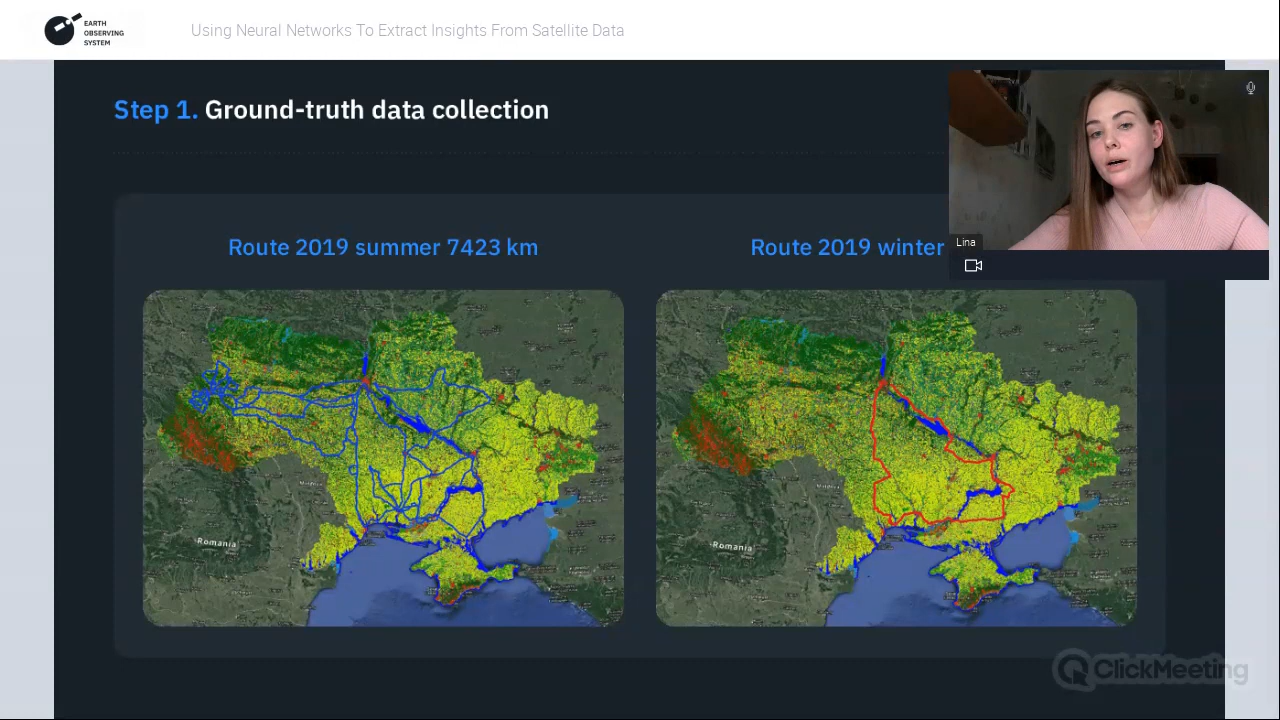 EARTH
OBSERVING
SYSTEM
Using Neural Networks To Extract Insights From Satellite Data
Step 1. Ground-truth data collection
Lina
Route 2019 summer 7423 km
Route 2019 winter
Romania
Romania
ClickMeeting